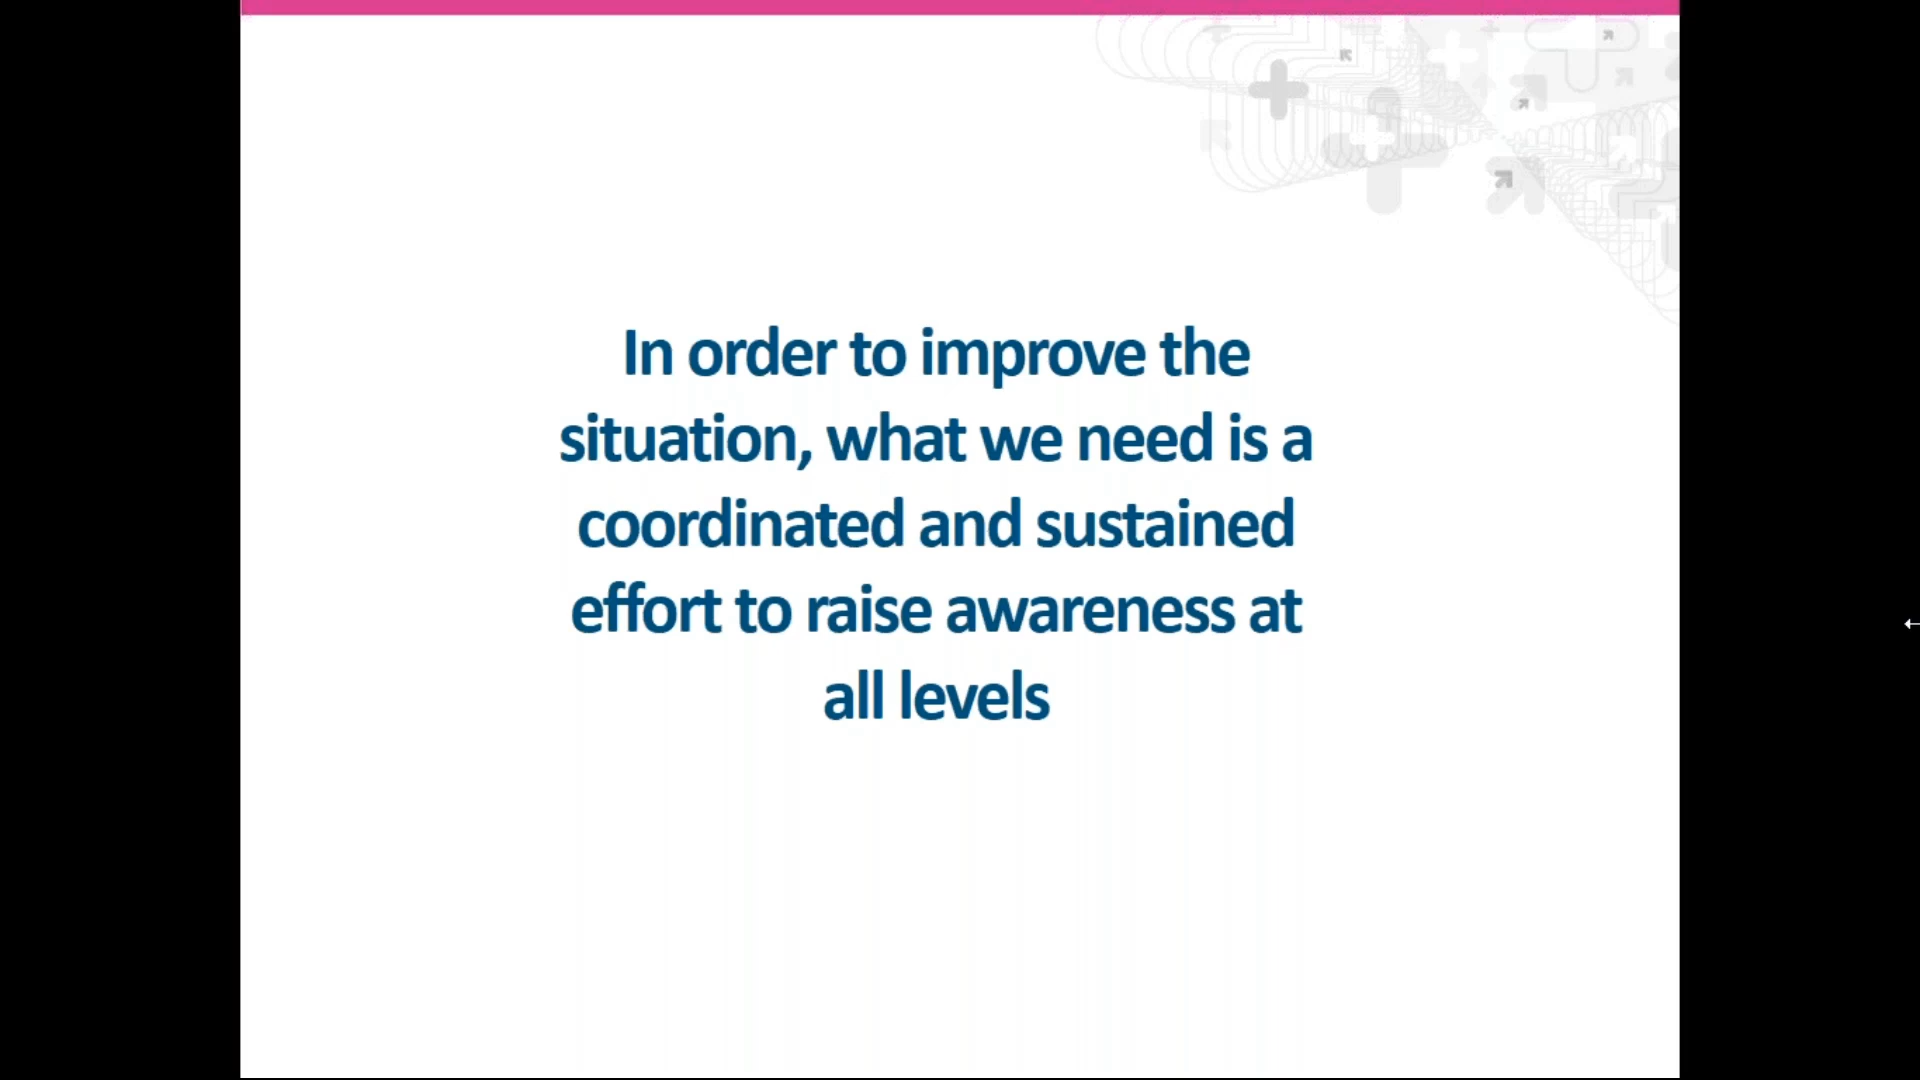 In order to improve the
situation, what we need is a
coordinated and sustained
effort to raise awareness at
all levels